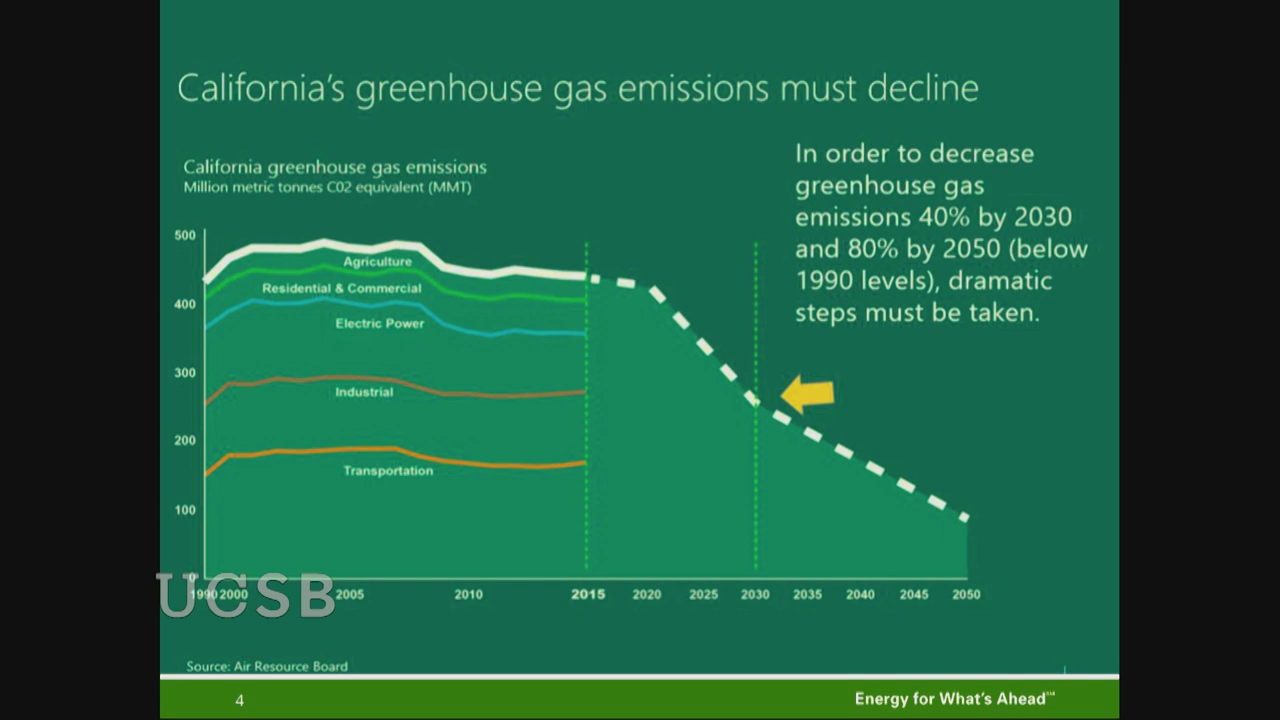 California's greenhouse gas emissions must decline
California greenhouse gas emissions
Million metric tonnes C02 equivalent (MMT)
In order to decrease
greenhouse gas
emissions 40% by 2030
and 80% by 2050 (below
1990 levels), dramatic
steps must be taken.
500
Agriculture
Residential & Commercial
400
Electric Power
300
Industrial
200
Transportation
100
0
UCSB
1990 2000 2005 2010 2015 2020 2025 2030 2035 2040 2045 2050
Source: Air Resource Board
4
Energy for What's Ahead℠